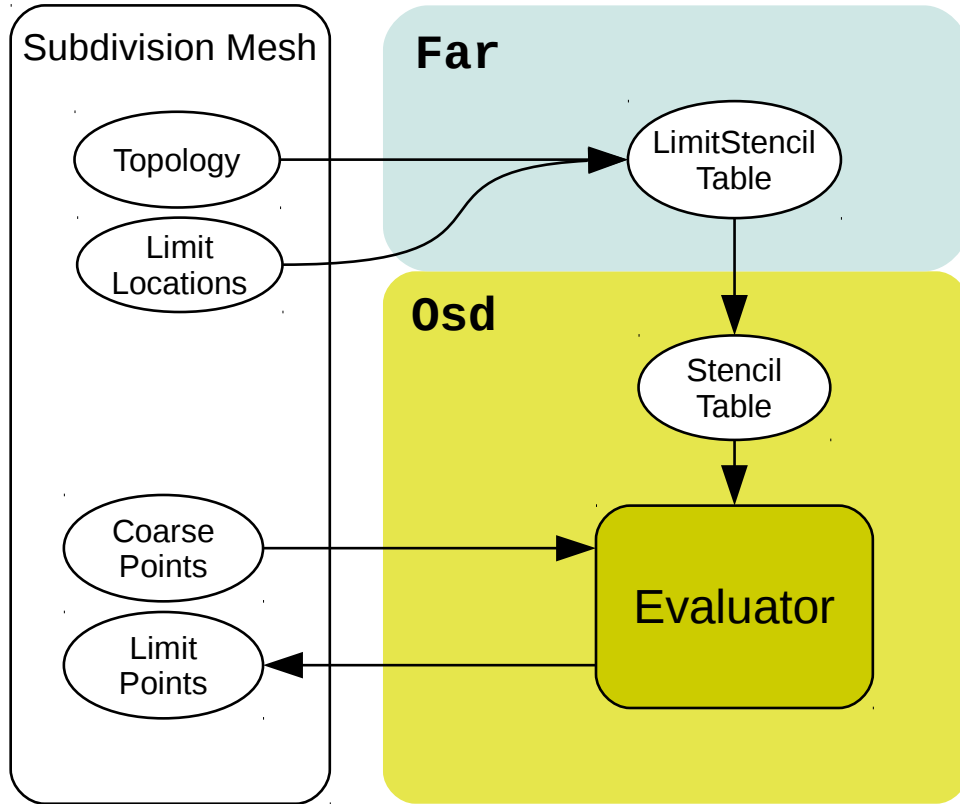 Subdivision Mesh
Far
Topology
LimitStencil
Table
Limit
Locations
Osd
Stencil
Table
Coarse
Points
Evaluator
Limit
Points